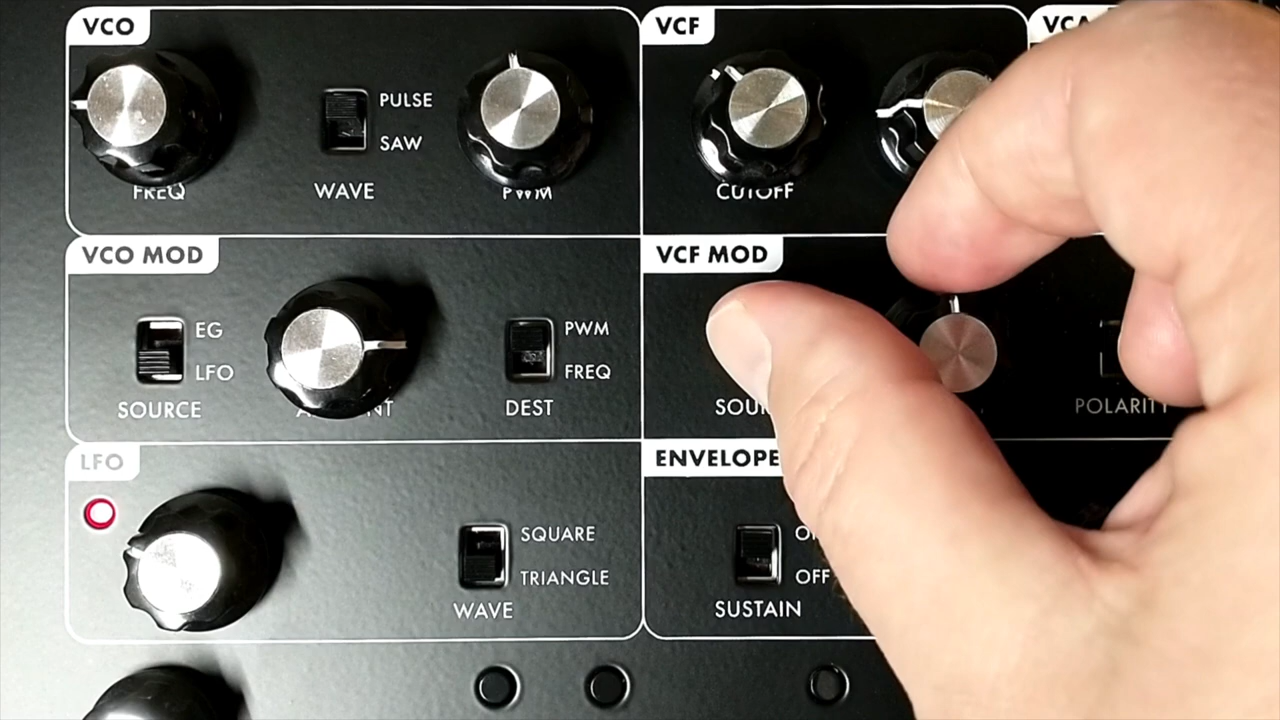 VCO
VCF
PULSE
SAW
FREQ
WAVE
PWM
CUTOFF
VCO MOD
VCF MOD
EG
PWM
LFO
FREQ
SOURCE
DEST
POLARITY
LFO
ENVELOPE
SQUARE
TRIANGLE
OFF
WAVE
SUSTAIN